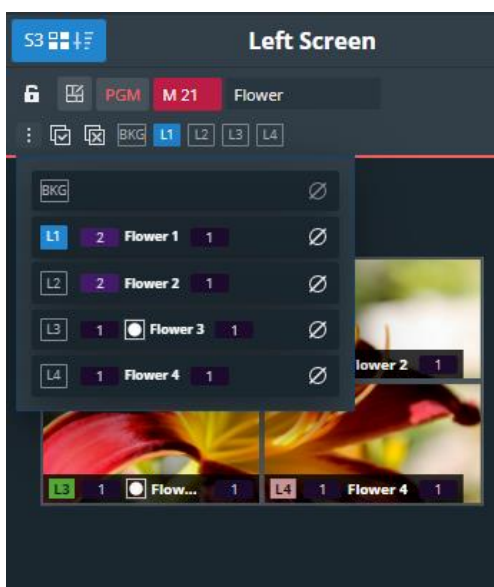 S3 Left Screen
PGM M 21 Flower
BKG L1 L2 L3 L4
BKG
L1 2 Flower 1 1
L2 2 Flower 2 1
L3 1 Flower 3 1
L4 1 Flower 4 1
lower 2 1
L3 1 Flow... 1
L4 1 Flower 4 1